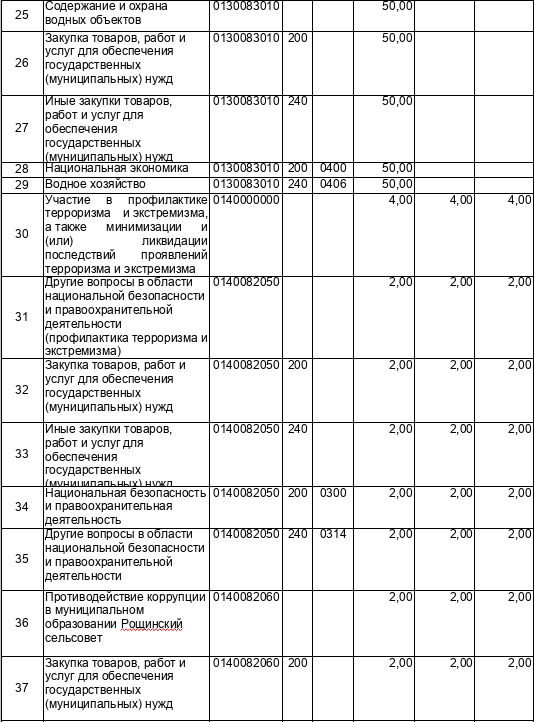 25 Содержание и охрана 0130083010 50,00
водных объектов
26 Закупка товаров, работ и 0130083010 200 50,00
услуг для обеспечения
государственных
(муниципальных) нужд
27 Иные закупки товаров, 0130083010 240 50,00
работ и услуг для
обеспечения
государственных
(муниципальных) нужд
28 Национальная экономика 0130083010 200 0400 50,00
29 Водное хозяйство 0130083010 240 0406 50,00
30 Участие в профилактике 0140000000 4,00 4,00 4,00
терроризма и экстремизма,
а также минимизации и
(или) ликвидации
последствий проявлений
терроризма и экстремизма
31 Другие вопросы в области 0140082050 2,00 2,00 2,00
национальной безопасности
и правоохранительной
деятельности
(профилактика терроризма и
экстремизма)
32 Закупка товаров, работ и 0140082050 200 2,00 2,00 2,00
услуг для обеспечения
государственных
(муниципальных) нужд
33 Иные закупки товаров, 0140082050 240 2,00 2,00 2,00
работ и услуг для
обеспечения
государственных
(муниципальных) нужд
34 Национальная безопасность 0140082050 200 0300 2,00 2,00 2,00
и правоохранительная
деятельность
35 Другие вопросы в области 0140082050 240 0314 2,00 2,00 2,00
национальной безопасности
и правоохранительной
деятельности
36 Противодействие коррупции 0140082060 2,00 2,00 2,00
в муниципальном
образовании Рощинский
сельсовет
37 Закупка товаров, работ и 0140082060 200 2,00 2,00 2,00
услуг для обеспечения
государственных
(муниципальных) нужд